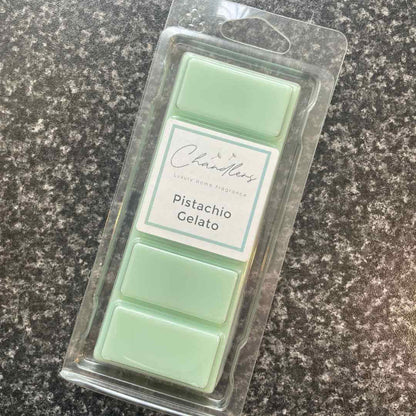 Chandlers
Luxury Home Fragrance
Pistachio
Gelato